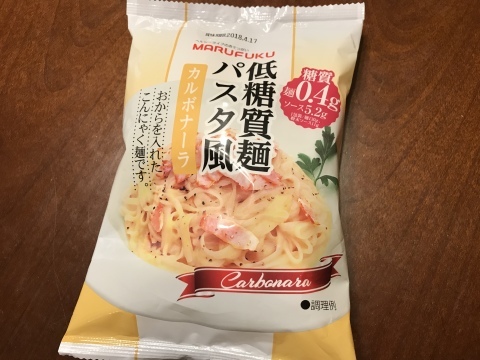 2018.4.17
MARUFUKU
低糖質麺
パスタ風
カルボナーラ
おからを入れた
こんにゃく麺です。
糖質
麺0.4g
ソース5.2g
Carbonara
●調理例